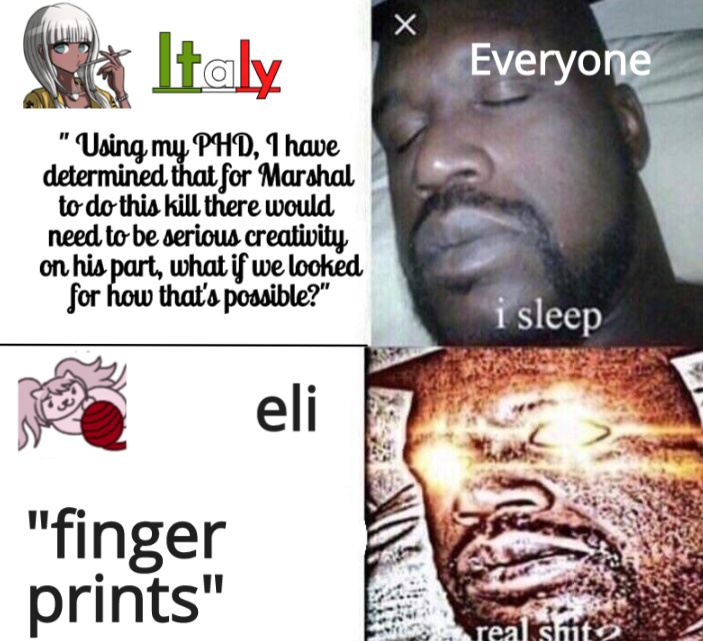 Italy
" Using my PHD, I have
determined that for Marshal
to do this kill there would
need to be serious creativity
on his part, what if we looked
for how that's possible?"
Everyone
i sleep
eli
"finger
prints"
real shit?